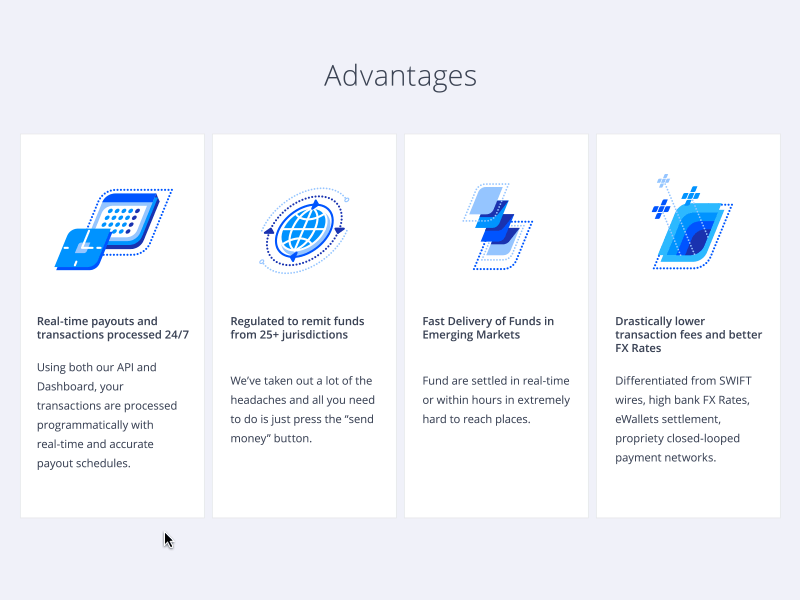 Advantages
Real-time payouts and
transactions processed 24/7
Using both our API and
Dashboard, your
transactions are processed
programmatically with
real-time and accurate
payout schedules.
Regulated to remit funds
from 25+ jurisdictions
We’ve taken out a lot of the
headaches and all you need
to do is just press the “send
money” button.
Fast Delivery of Funds in
Emerging Markets
Fund are settled in real-time
or within hours in extremely
hard to reach places.
Drastically lower
transaction fees and better
FX Rates
Differentiated from SWIFT
wires, high bank FX Rates,
eWallets settlement,
propriety closed-looped
payment networks.